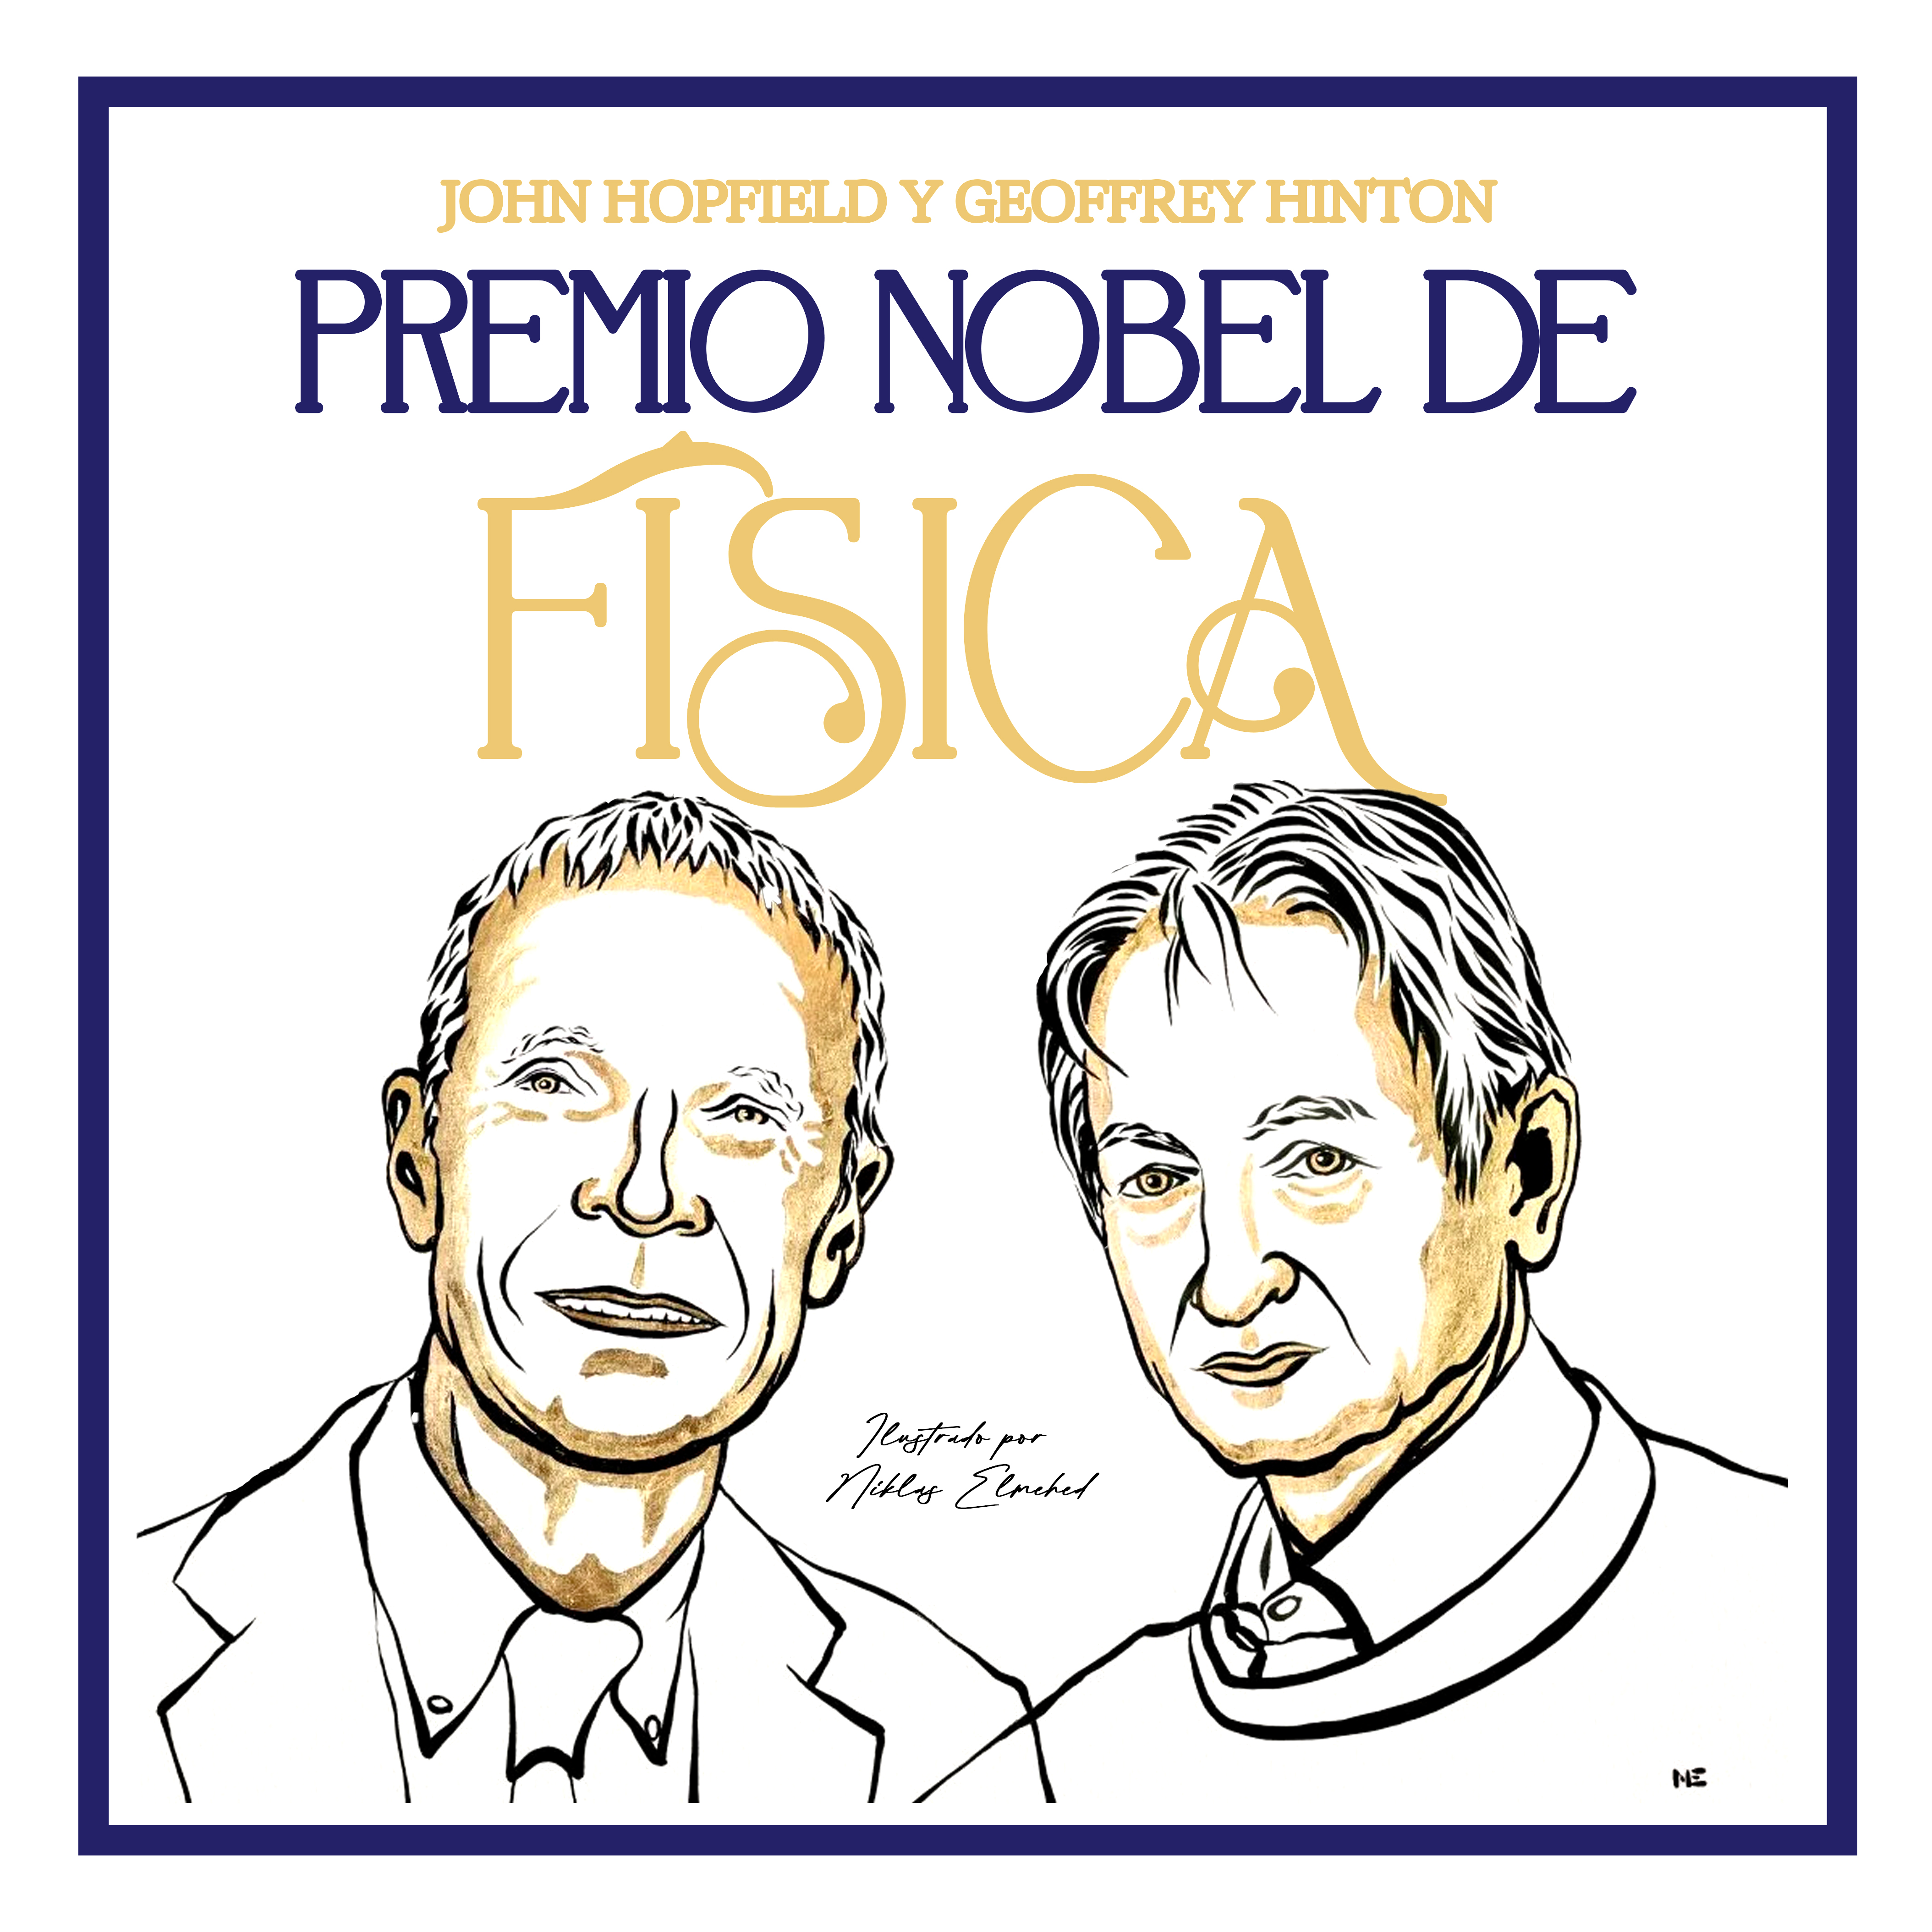 JOHN HOPFIELD Y GEOFFREY HINTON
PREMIO NOBEL DE
FÍSICA
Ilustrado por
Niklas Elmehed
NE